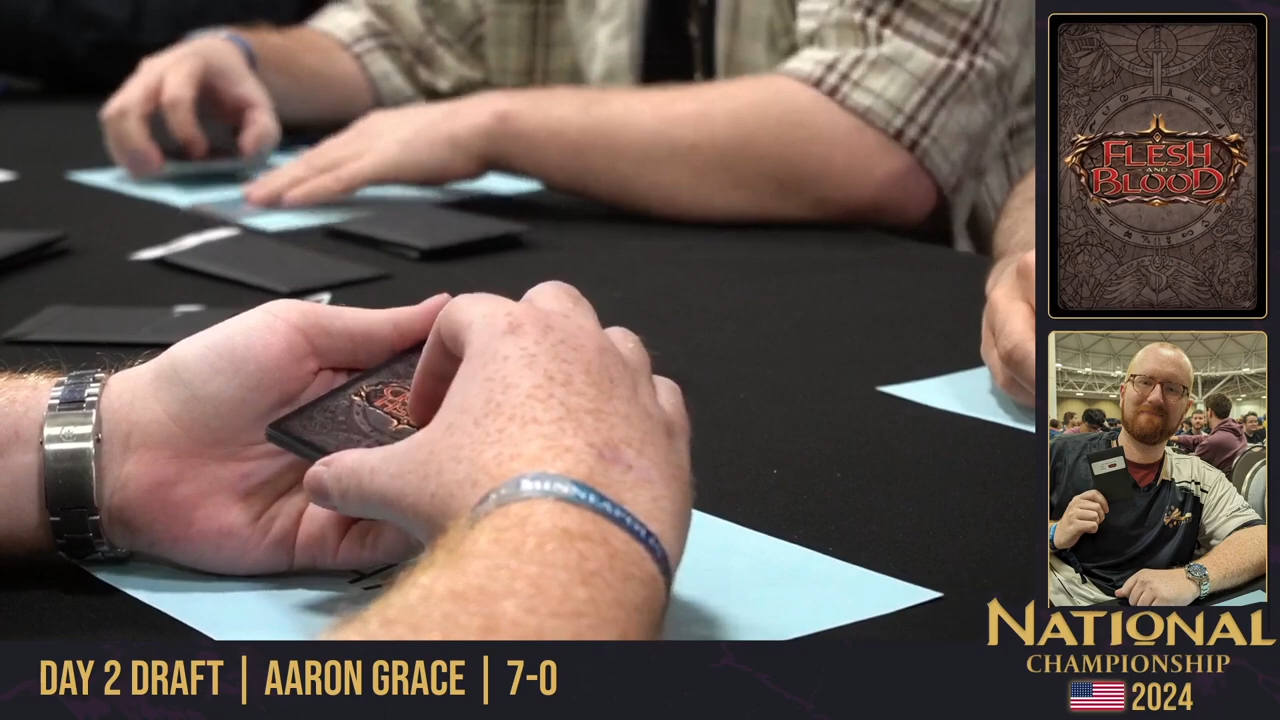 FLESH
AND
BLOOD
DAY 2 DRAFT | AARON GRACE | 7-0
NATIONAL
CHAMPIONSHIP
2024